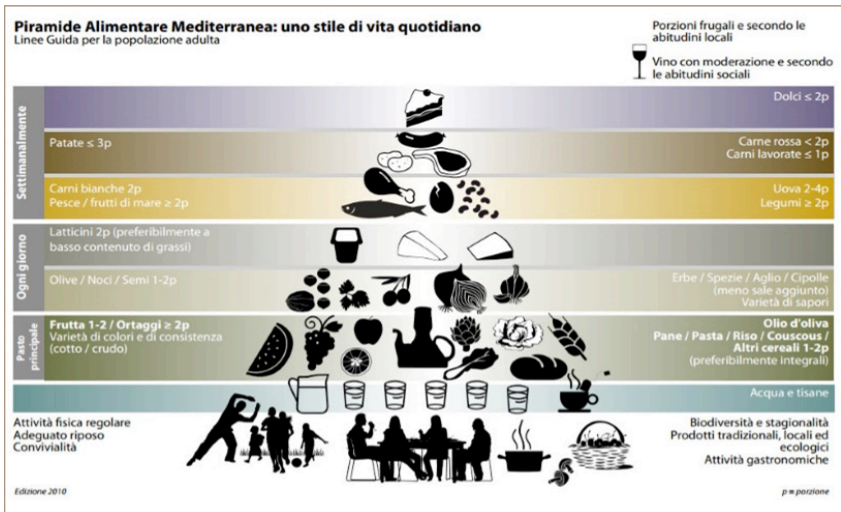 Piramide Alimentare Mediterranea: uno stile di vita quotidiano
Linee Guida per la popolazione adulta
Porzioni frugali e secondo le
abitudini locali
Vino con moderazione e secondo
le abitudini sociali
Settimanalmente
Dolci ≤ 2p
Patate ≤ 3p
Carne rossa < 2p
Carni lavorate ≤ 1p
Carni bianche 2p
Pesce / frutti di mare ≥ 2p
Uova 2-4p
Legumi ≥ 2p
Ogni giorno
Latticini 2p (preferibilmente a
basso contenuto di grassi)
Olive / Noci / Semi 1-2p
Erbe / Spezie / Aglio / Cipolle
(meno sale aggiunto)
Varietà di sapori
Pasto
principale
Frutta 1-2 / Ortaggi ≥ 2p
Varietà di colori e di consistenza
(cotto / crudo)
Olio d'oliva
Pane / Pasta / Riso / Couscous /
Altri cereali 1-2p
(preferibilmente integrali)
Acqua e tisane
Attività fisica regolare
Adeguato riposo
Convivialità
Biodiversità e stagionalità
Prodotti tradizionali, locali ed
ecologici
Attività gastronomiche
Edizione 2010
p = porzione